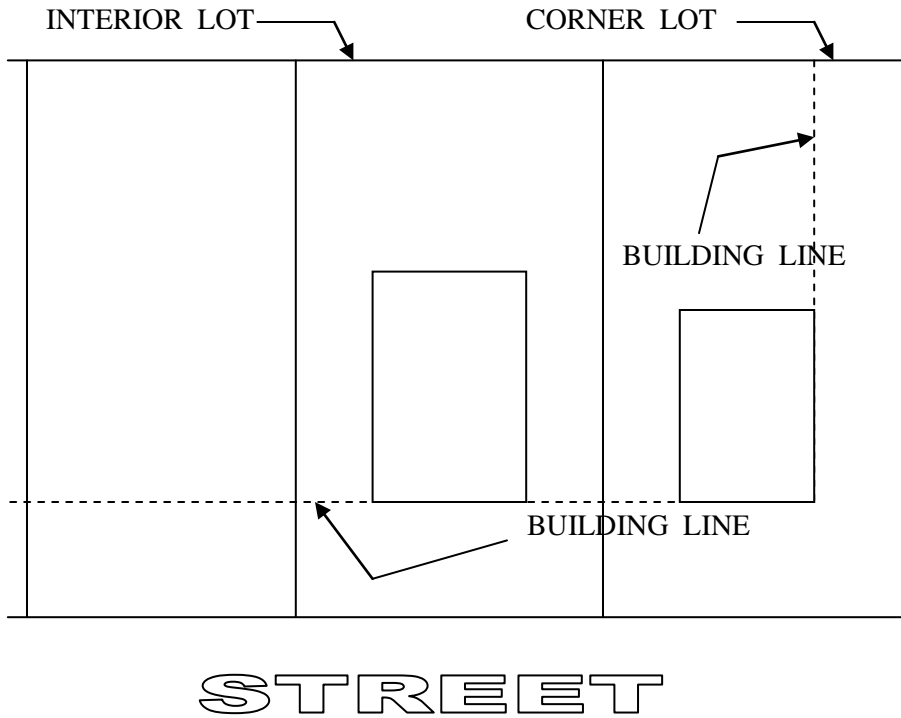 INTERIOR LOT
CORNER LOT
BUILDING LINE
BUILDING LINE
STREET